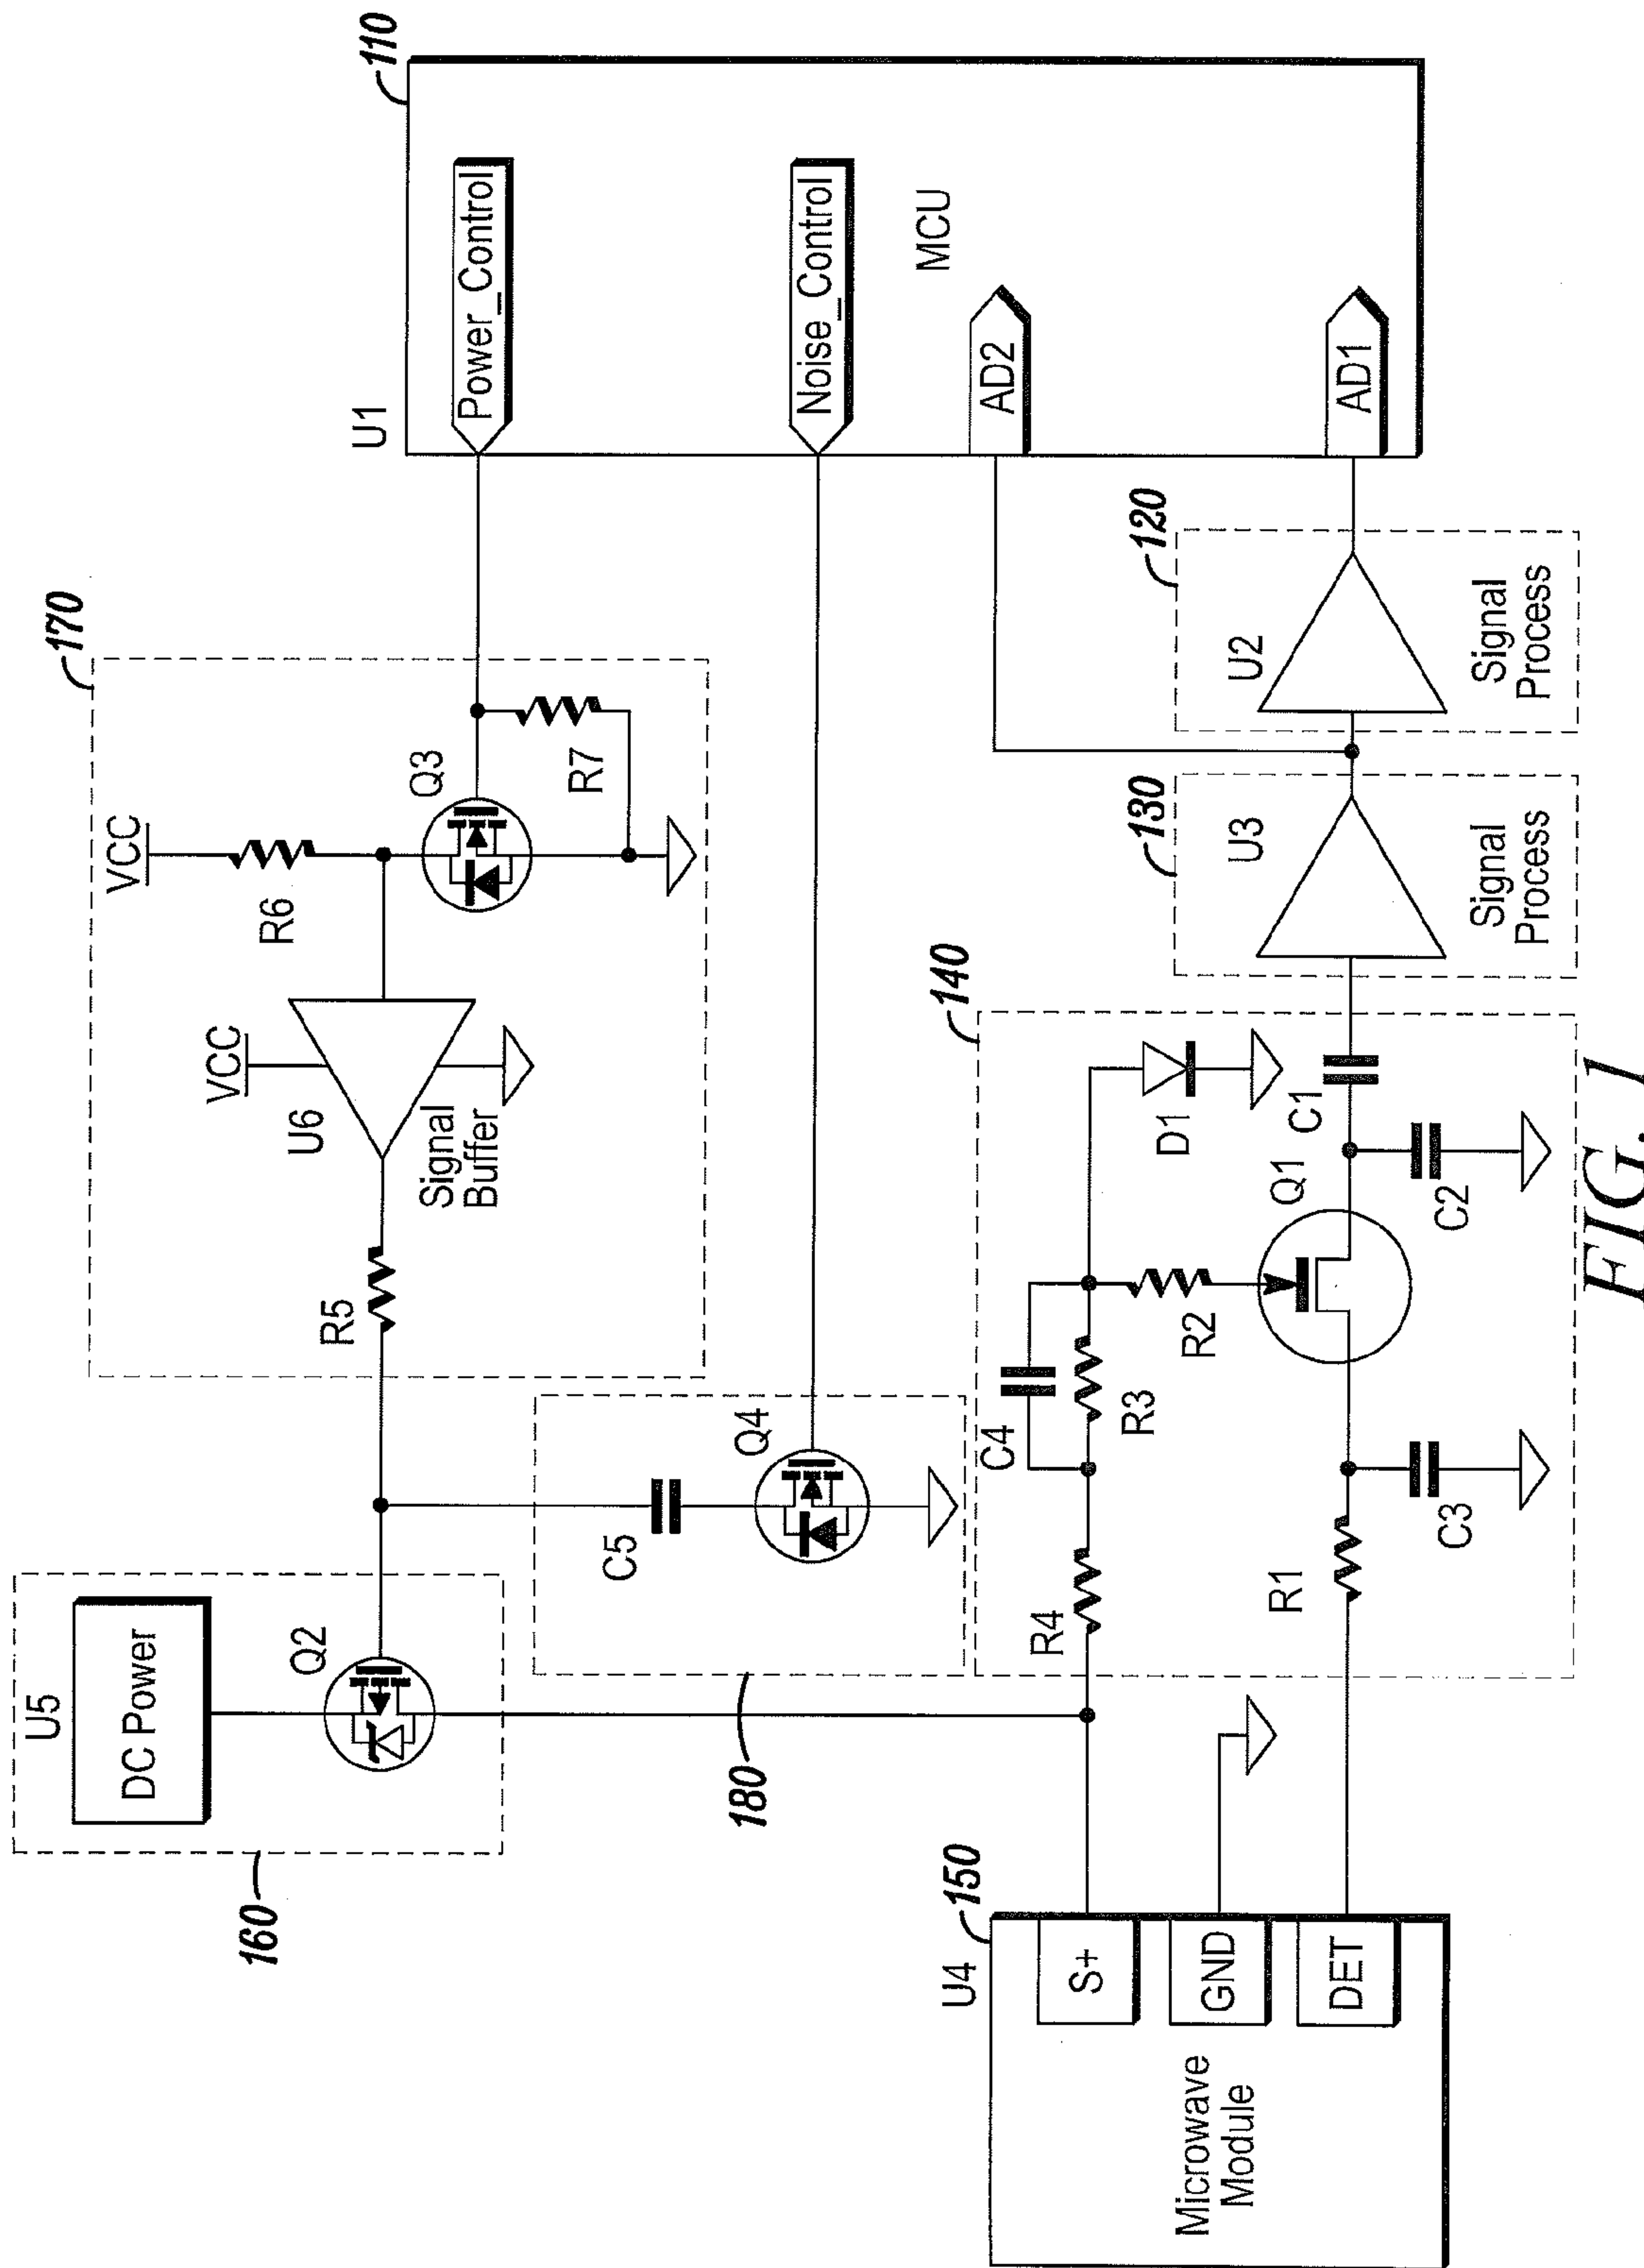 U5
DC Power
Q2
160
R5
VCC
U6
Signal
Buffer
VCC
R6
Q3
R7
170
U1
Power_Control
Noise_Control
MCU
AD2
AD1
110
C5
Q4
180
U4
150
Microwave
Module
S+
GND
DET
R4
C4
R3
R2
D1
R1
C3
Q1
C2
C1
140
130
U3
Signal
Process
120
U2
Signal
Process
FIG. 1